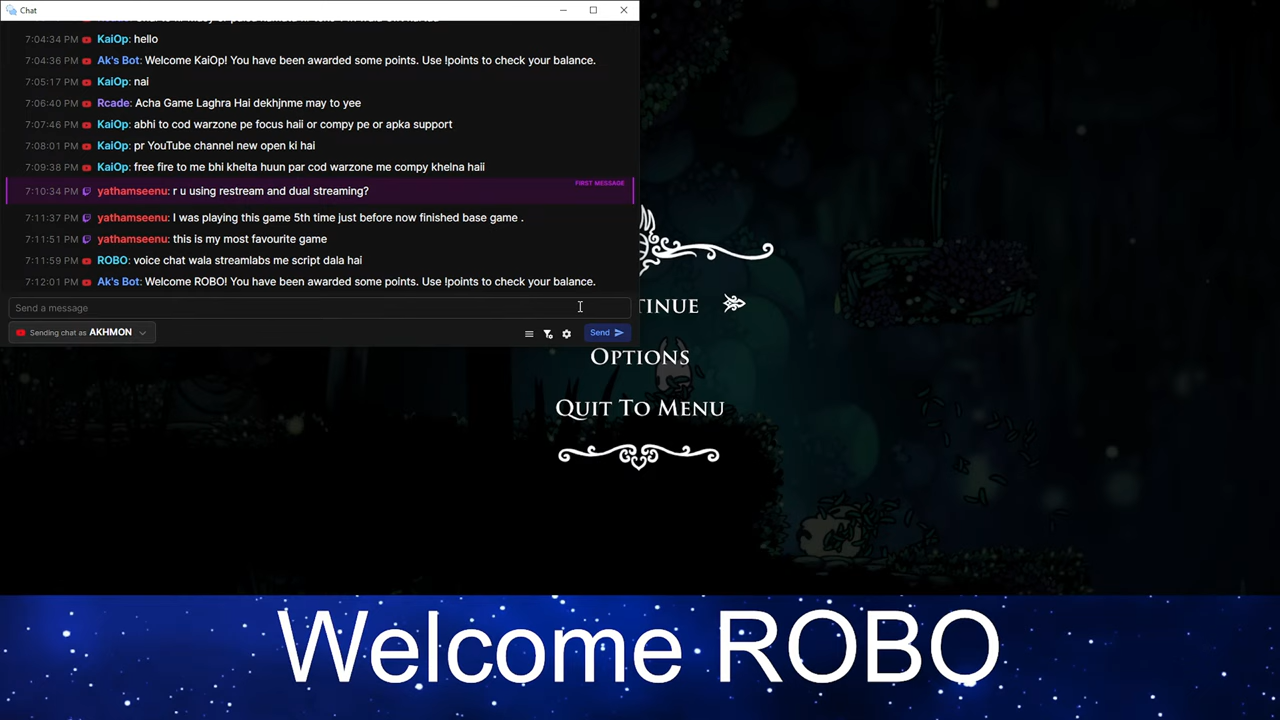 Chat
7:04:34 PM KaiOp: hello
7:04:36 PM Ak's Bot: Welcome KaiOp! You have been awarded some points. Use !points to check your balance.
7:05:17 PM KaiOp: nai
7:06:40 PM Rcade: Acha Game Laghra Hai dekhjnme may to yee
7:07:46 PM KaiOp: abhi to cod warzone pe focus haii or compy pe or apka support
7:08:01 PM KaiOp: pr YouTube channel new open ki hai
7:09:38 PM KaiOp: free fire to me bhi khelta huun par cod warzone me compy khelna haii
FIRST MESSAGE
7:10:34 PM yathamseenu: r u using restream and dual streaming?
7:11:37 PM yathamseenu: I was playing this game 5th time just before now finished base game .
7:11:51 PM yathamseenu: this is my most favourite game
7:11:59 PM ROBO: voice chat wala streamlabs me script dala hai
7:12:01 PM Ak's Bot: Welcome ROBO! You have been awarded some points. Use !points to check your balance.
Send a message
Sending chat as AKHMON
Send
TINUE
OPTIONS
QUIT TO MENU
Welcome ROBO